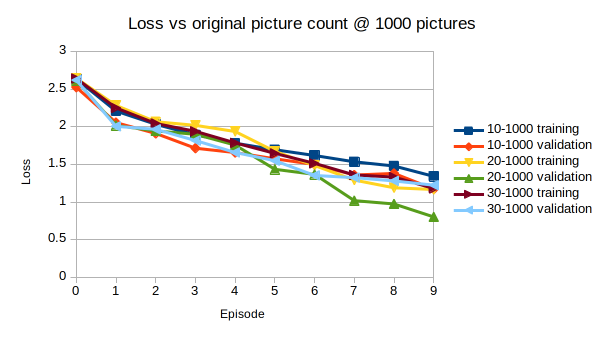 Loss vs original picture count @ 1000 pictures
3
2.5
2
1.5
1
0.5
0
Loss
0 1 2 3 4 5 6 7 8 9
Episode
10-1000 training
10-1000 validation
20-1000 training
20-1000 validation
30-1000 training
30-1000 validation